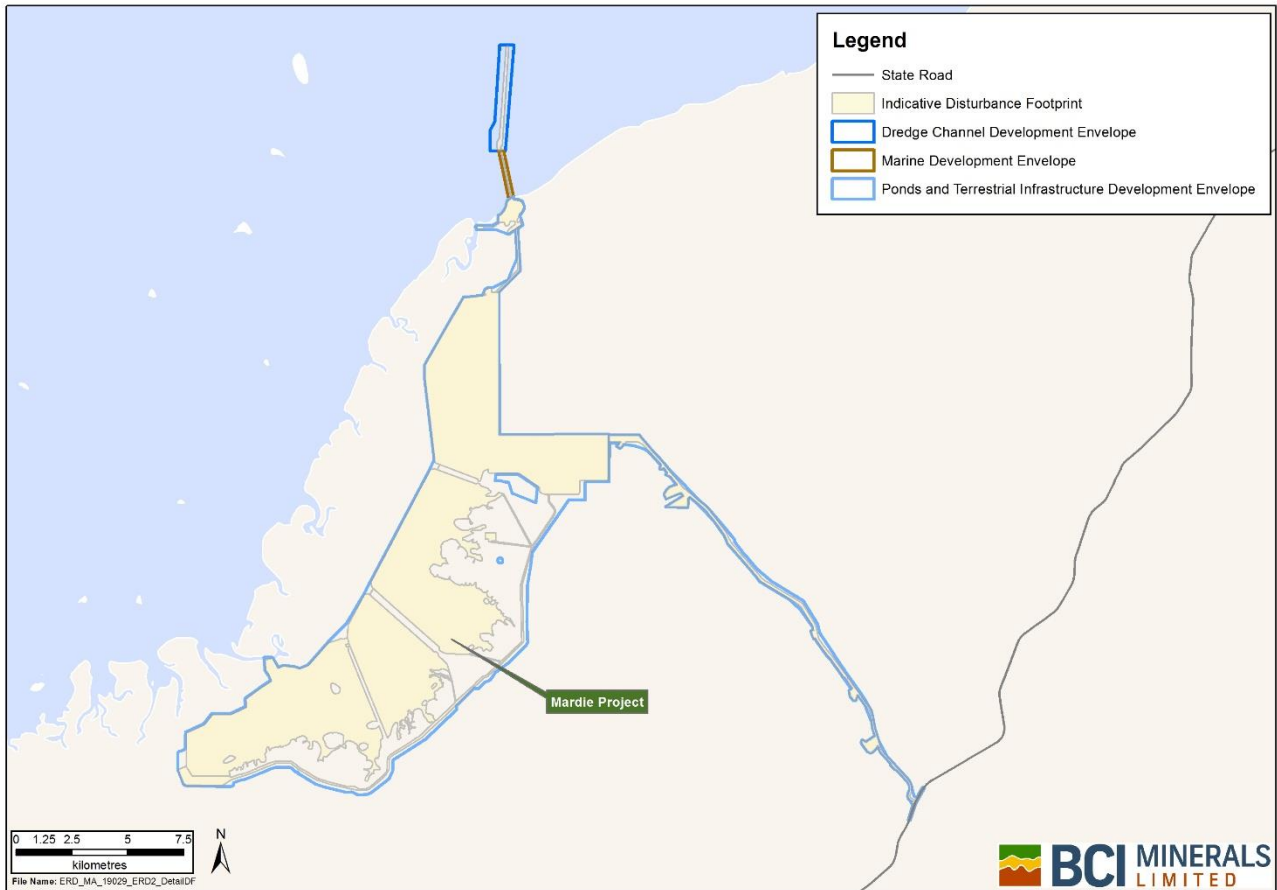 Legend
State Road
Indicative Disturbance Footprint
Dredge Channel Development Envelope
Marine Development Envelope
Ponds and Terrestrial Infrastructure Development Envelope
Mardie Project
0 1.25 2.5 5 7.5
kilometres
N
File Name: ERD_MA_19029_ERD2_DetailDF
BCI MINERALS
LIMITED